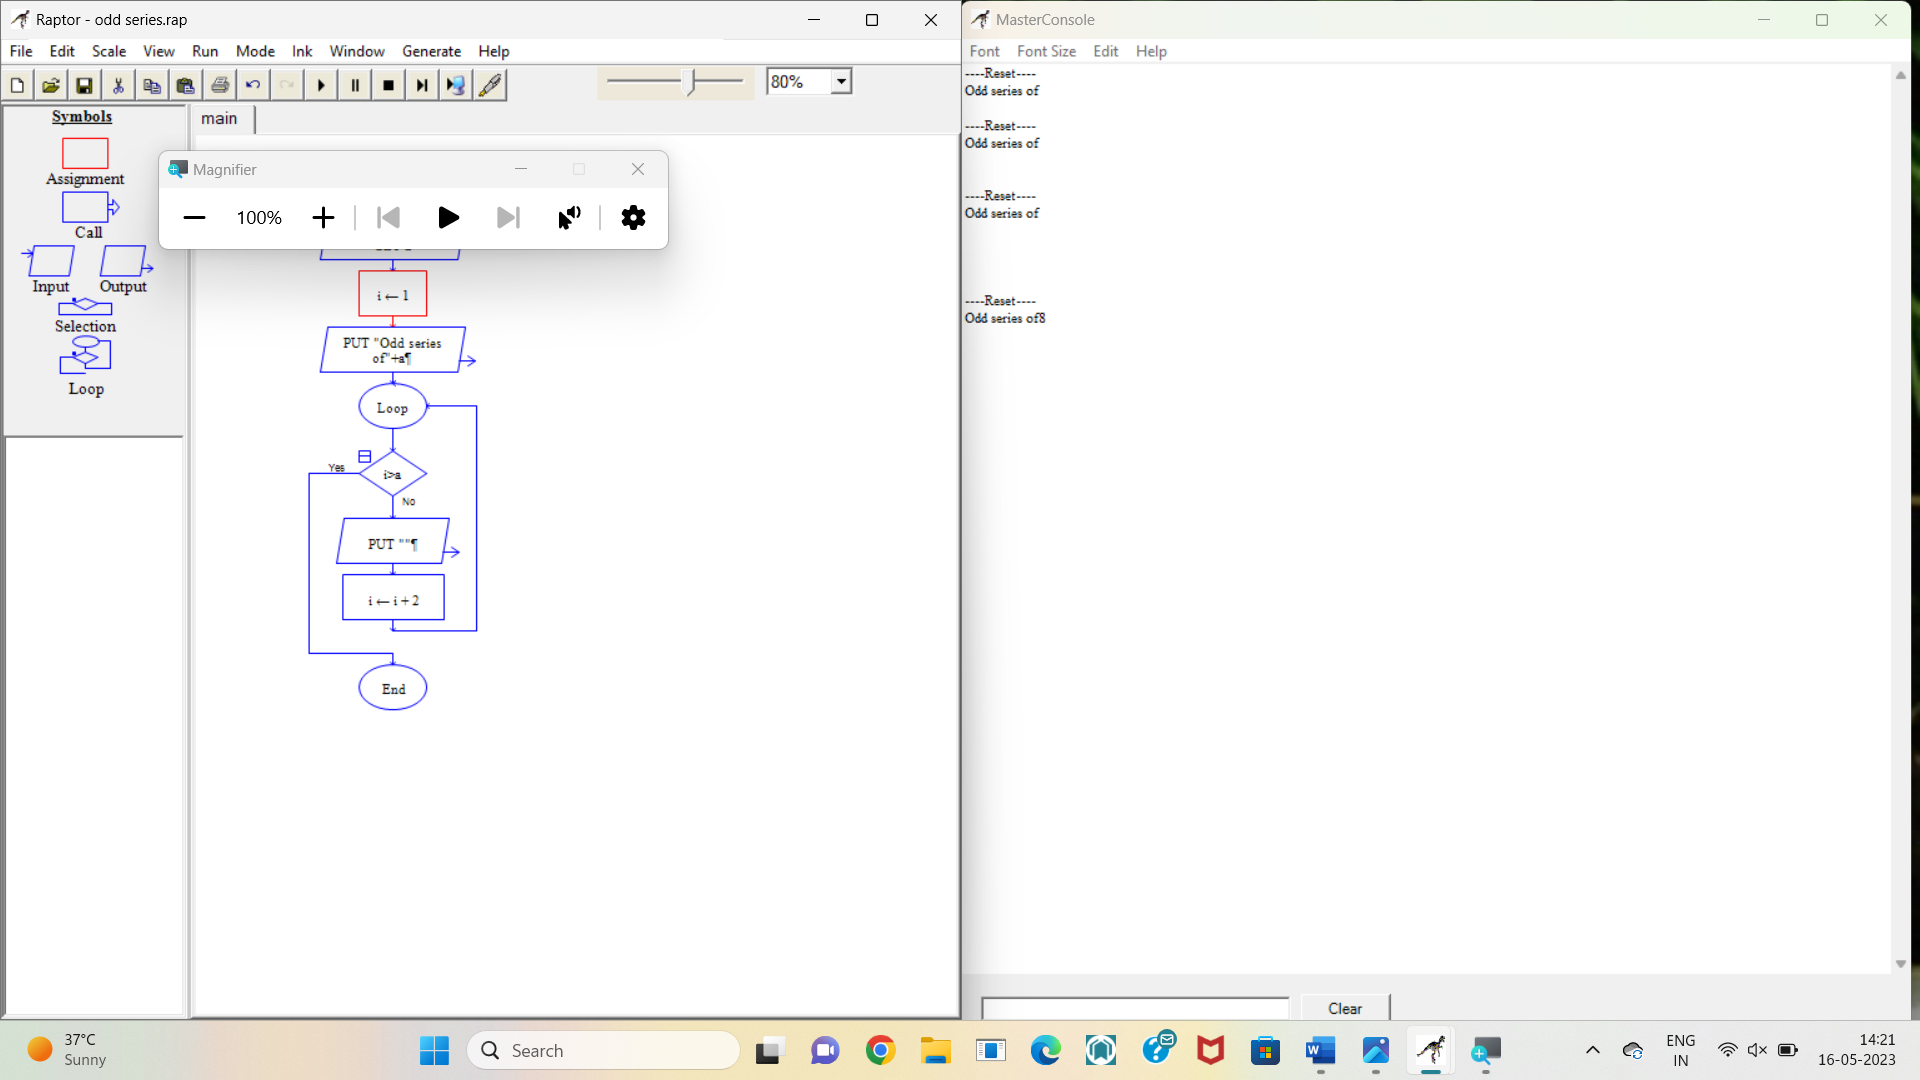 Raptor - odd series.rap
File Edit Scale View Run Mode Ink Window Generate Help
80%
Symbols
Assignment
Call
Input Output
Selection
Loop
main
Magnifier
100%
i ← 1
PUT "Odd series
of"+a¶
Loop
Yes
i>a
No
PUT ""¶
i ← i + 2
End
MasterConsole
Font Font Size Edit Help
----Reset----
Odd series of
----Reset----
Odd series of
----Reset----
Odd series of
----Reset----
Odd series of8
Clear
37°C
Sunny
Search
ENG
IN
14:21
16-05-2023